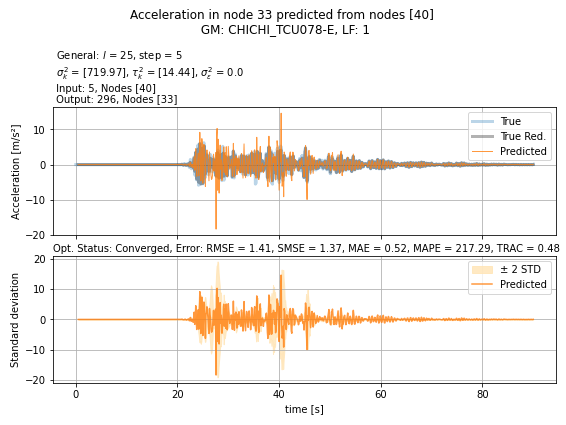 Acceleration in node 33 predicted from nodes [40]
GM: CHICHI_TCU078-E, LF: 1
General: l = 25, step = 5
σ²ₖ = [719.97], τ²ₖ = [14.44], σ²ε = 0.0
Input: 5, Nodes [40]
Output: 296, Nodes [33]
Acceleration [m/s²]
10
0
−10
−20
True
True Red.
Predicted
Opt. Status: Converged, Error: RMSE = 1.41, SMSE = 1.37, MAE = 0.52, MAPE = 217.29, TRAC = 0.48
Standard deviation
20
10
0
−10
−20
± 2 STD
Predicted
0 20 40 60 80
time [s]